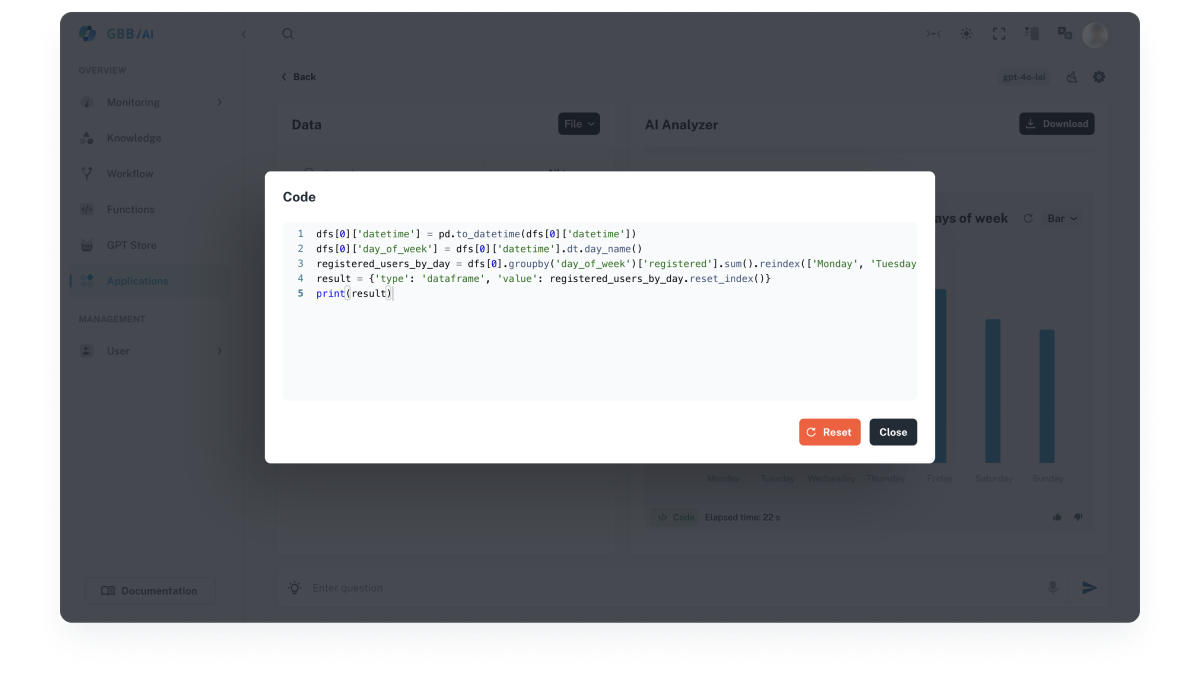 GBB/AI
OVERVIEW
Monitoring
Knowledge
Workflow
Functions
GPT Store
Applications
MANAGEMENT
User
Documentation
Back
Data
File
AI Analyzer
Download
days of week
Bar
Code
1 dfs[0]['datetime'] = pd.to_datetime(dfs[0]['datetime'])
2 dfs[0]['day_of_week'] = dfs[0]['datetime'].dt.day_name()
3 registered_users_by_day = dfs[0].groupby('day_of_week')['registered'].sum().reindex(['Monday', 'Tuesday
4 result = {'type': 'dataframe', 'value': registered_users_by_day.reset_index()}
5 print(result)
Reset Close
Monday Tuesday Wednesday Thursday Friday Saturday Sunday
Code Elapsed time: 22 s
Enter question